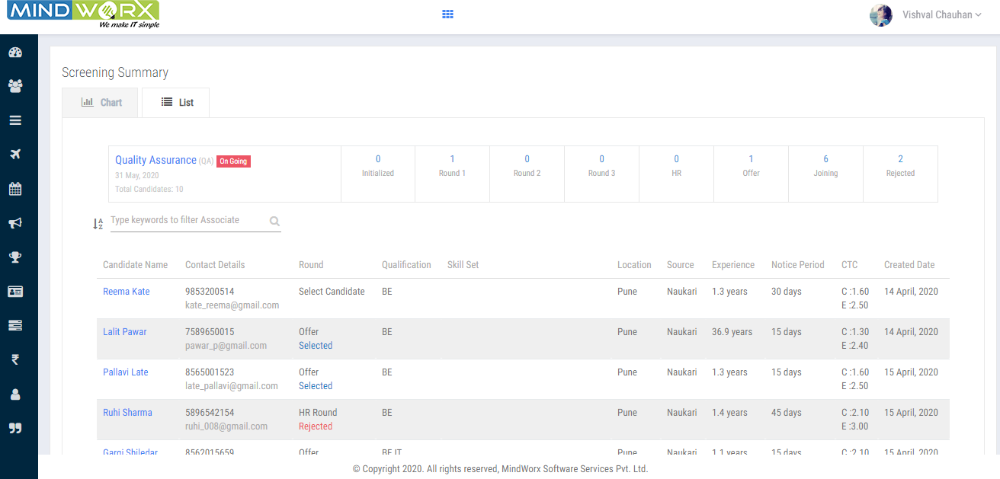 MIND WORX
We make IT simple
Vishval Chauhan
Screening Summary
Chart
List
Quality Assurance (QA) On Going
31 May, 2020
Total Candidates: 10
0
Initialized
1
Round 1
0
Round 2
0
Round 3
0
HR
1
Offer
6
Joining
2
Rejected
A
Z
Type keywords to filter Associate
Candidate Name Contact Details Round Qualification Skill Set Location Source Experience Notice Period CTC Created Date
Reema Kate 9853200514 Select Candidate BE Pune Naukari 1.3 years 30 days C :1.60 14 April, 2020
kate_reema@gmail.com E :2.50
Lalit Pawar 7589650015 Offer BE Pune Naukari 36.9 years 15 days C :1.30 14 April, 2020
pawar_p@gmail.com Selected E :2.40
Pallavi Late 8565001523 Offer BE Pune Naukari 1.3 years 15 days C :1.60 15 April, 2020
late_pallavi@gmail.com Selected E :2.50
Ruhi Sharma 5896542154 HR Round BE Pune Naukari 1.4 years 45 days C :2.10 15 April, 2020
ruhi_008@gmail.com Rejected E :3.00
Gargi Shiledar 8562015659 Offer BE IT Pune Naukari 1.1 years 15 days C :2.10 15 April, 2020
© Copyright 2020. All rights reserved, MindWorx Software Services Pvt. Ltd.